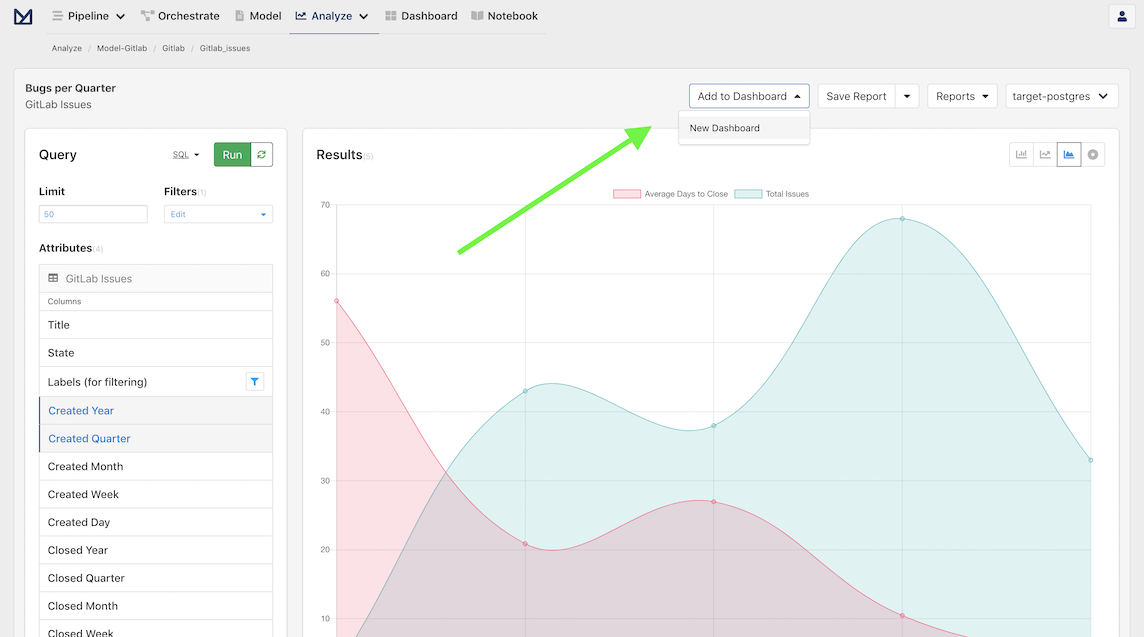 Pipeline Orchestrate Model Analyze Dashboard Notebook
Analyze / Model-Gitlab / Gitlab / Gitlab_issues
Bugs per Quarter
GitLab Issues
Add to Dashboard Save Report Reports target-postgres
New Dashboard
Query SQL Run
Results (5)
Limit Filters (1)
50 Edit
Attributes (4)
GitLab Issues
Columns
Title
State
Labels (for filtering)
Created Year
Created Quarter
Created Month
Created Week
Created Day
Closed Year
Closed Quarter
Closed Month
Closed Week
Average Days to Close Total Issues
70
60
50
40
30
20
10